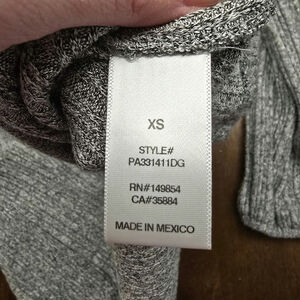 XS
STYLE#
PA331411DG
RN#149854
CA#35884
MADE IN MEXICO